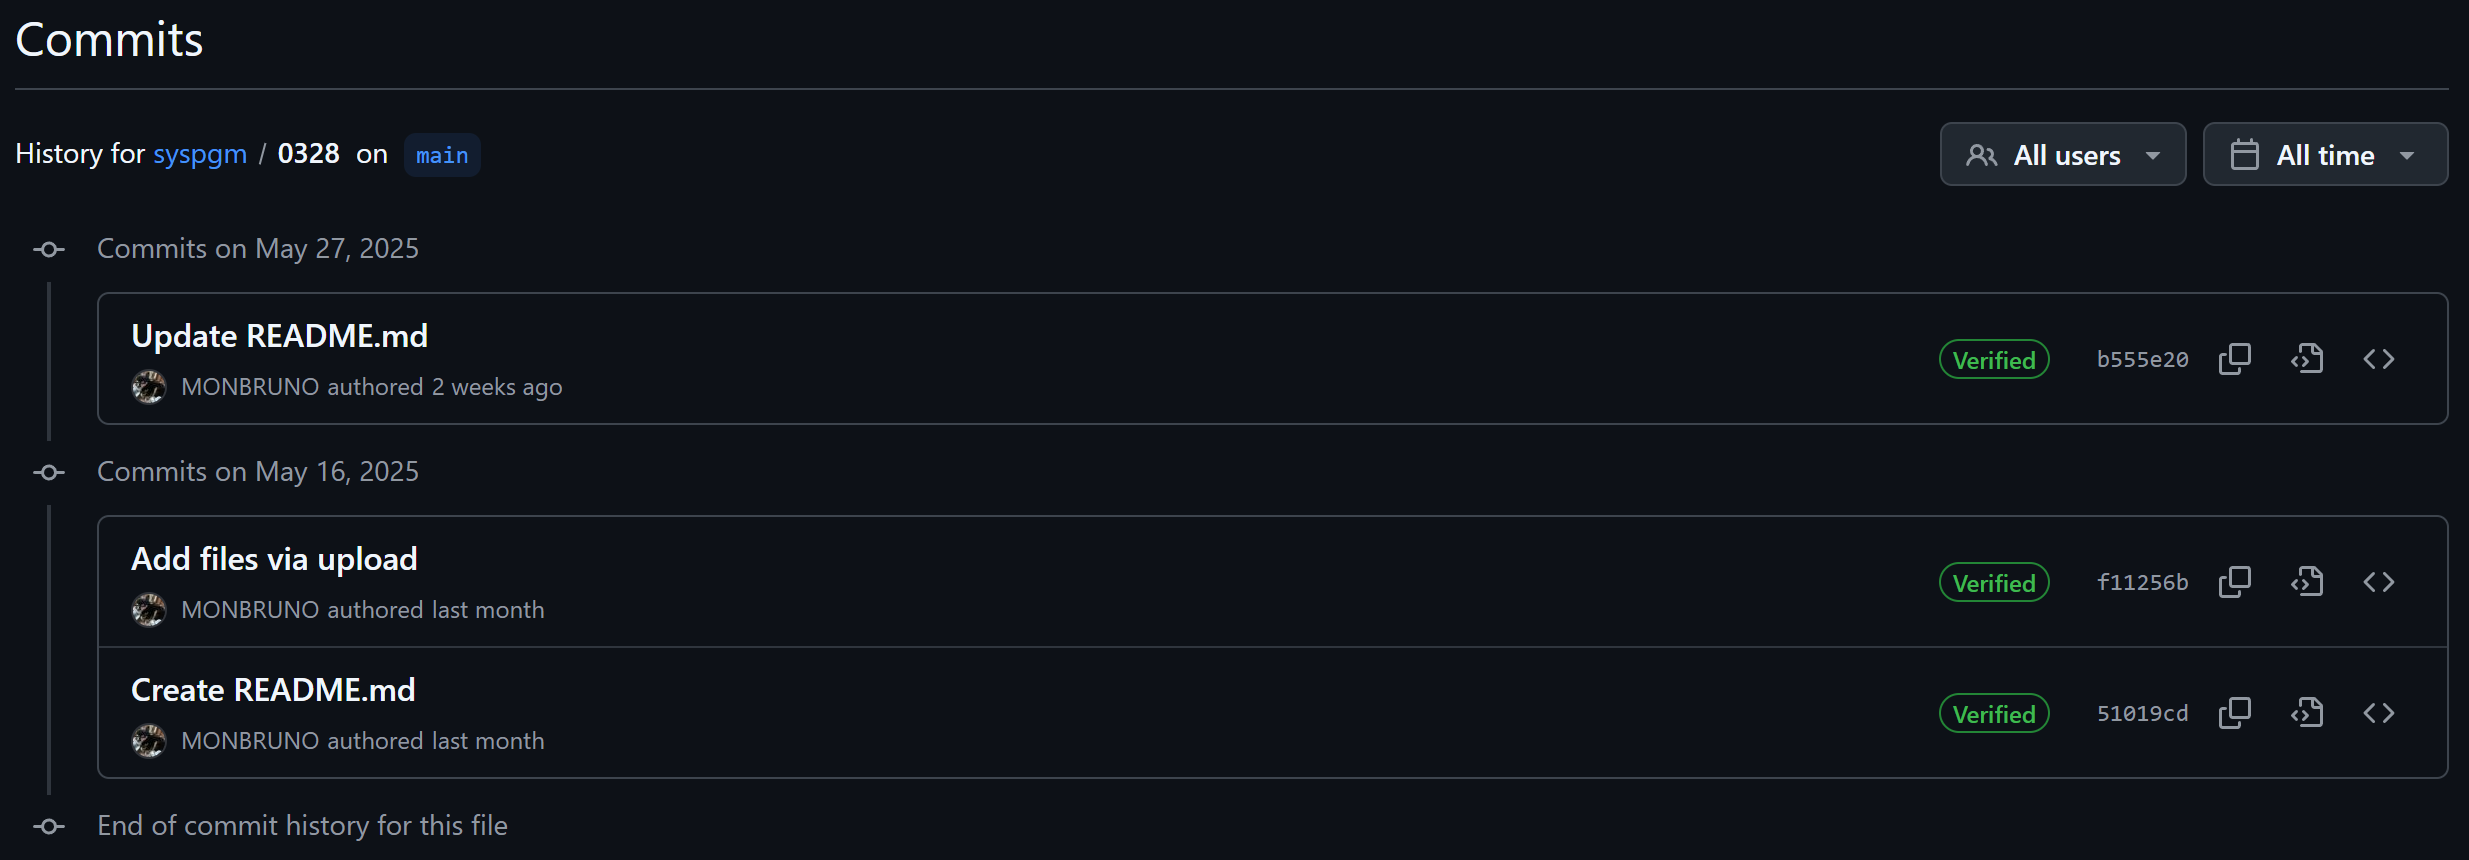 Commits
History for syspgm / 0328 on main
All users
All time
Commits on May 27, 2025
Update README.md
MONBRUNO authored 2 weeks ago
Verified
b555e20
Commits on May 16, 2025
Add files via upload
MONBRUNO authored last month
Verified
f11256b
Create README.md
MONBRUNO authored last month
Verified
51019cd
End of commit history for this file